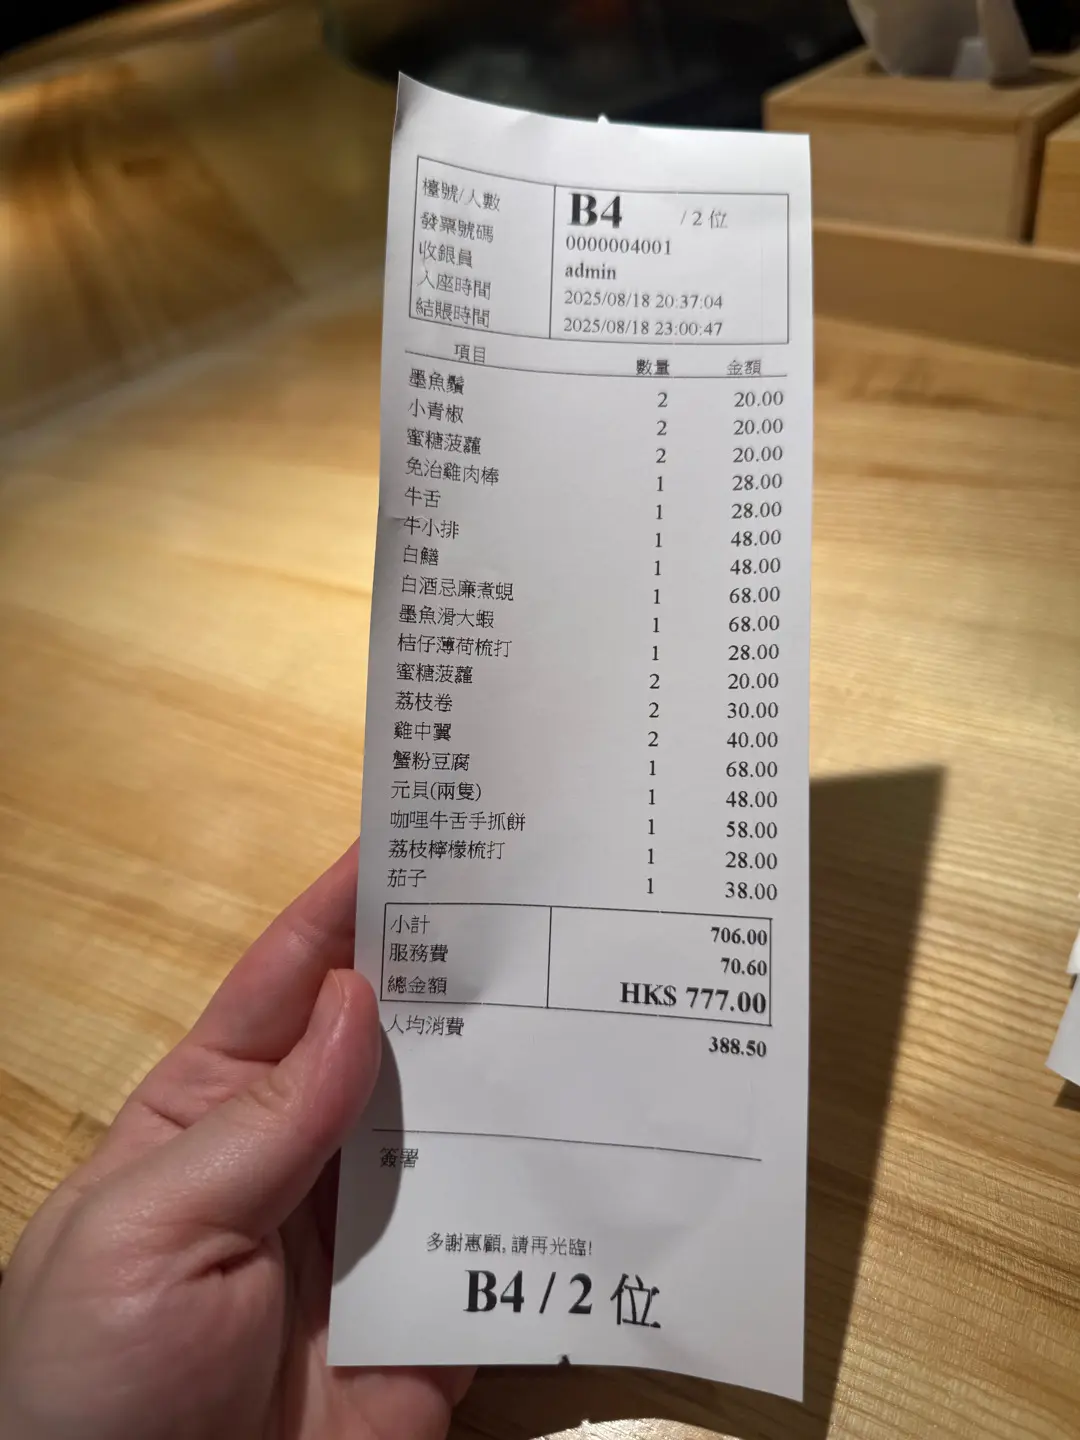 檯號/人數 B4 / 2 位
發票號碼 0000004001
收銀員 admin
入座時間 2025/08/18 20:37:04
結賬時間 2025/08/18 23:00:47
項目 數量 金額
墨魚鬚 2 20.00
小青椒 2 20.00
蜜糖菠蘿 2 20.00
免治雞肉棒 1 28.00
牛舌 1 28.00
牛小排 1 48.00
白鱔 1 48.00
白酒忌廉煮蜆 1 68.00
墨魚滑大蝦 1 68.00
桔仔薄荷梳打 1 28.00
蜜糖菠蘿 2 20.00
荔枝卷 2 30.00
雞中翼 2 40.00
蟹粉豆腐 1 68.00
元貝(兩隻) 1 48.00
咖哩牛舌手抓餅 1 58.00
荔枝檸檬梳打 1 28.00
茄子 1 38.00
小計 706.00
服務費 70.60
總金額 HK$ 777.00
人均消費 388.50
簽署
多謝惠顧, 請再光臨!
B4 / 2 位